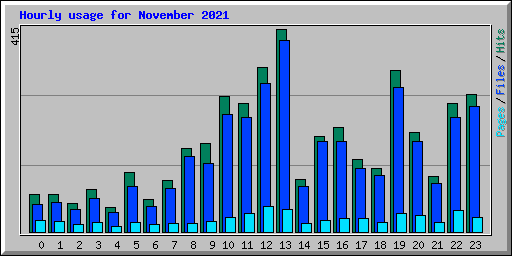 Hourly usage for November 2021
415
Pages/Files/Hits
0 1 2 3 4 5 6 7 8 9 10 11 12 13 14 15 16 17 18 19 20 21 22 23